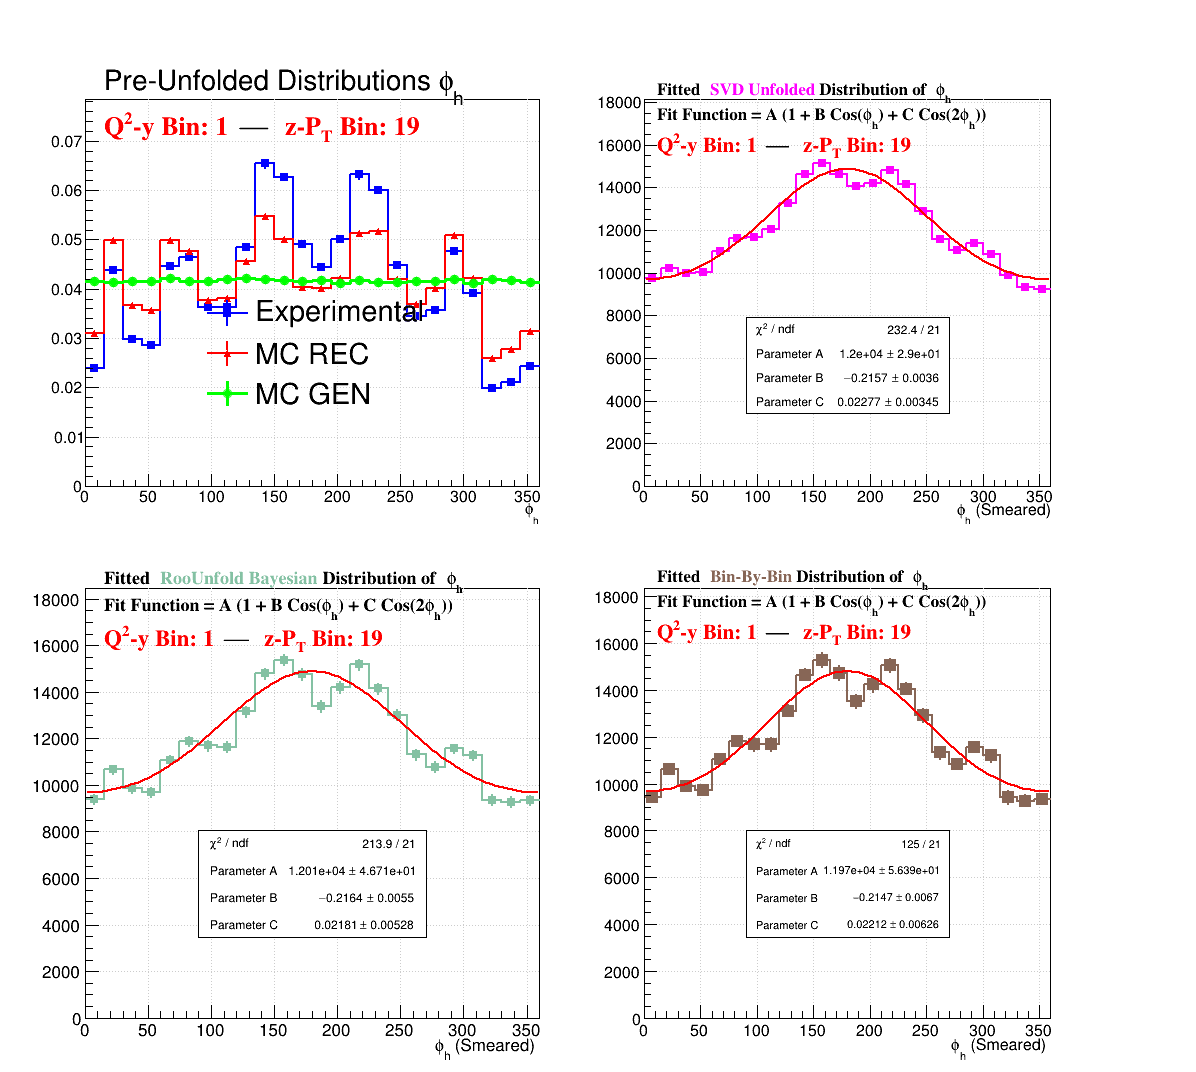 Pre-Unfolded Distributions ϕh
Q²-y Bin: 1 — z-PT Bin: 19
0.07
0.06
0.05
0.04
0.03
0.02
0.01
0
Experimental
MC REC
MC GEN
0 50 100 150 200 250 300 350
ϕh
Fitted SVD Unfolded Distribution of ϕh
Fit Function = A (1 + B Cos(ϕh) + C Cos(2ϕh))
Q²-y Bin: 1 — z-PT Bin: 19
18000
16000
14000
12000
10000
8000
6000
4000
2000
0
χ² / ndf 232.4 / 21
Parameter A 1.2e+04 ± 2.9e+01
Parameter B −0.2157 ± 0.0036
Parameter C 0.02277 ± 0.00345
0 50 100 150 200 250 300 350
ϕh (Smeared)
Fitted RooUnfold Bayesian Distribution of ϕh
Fit Function = A (1 + B Cos(ϕh) + C Cos(2ϕh))
Q²-y Bin: 1 — z-PT Bin: 19
18000
16000
14000
12000
10000
8000
6000
4000
2000
0
χ² / ndf 213.9 / 21
Parameter A 1.201e+04 ± 4.671e+01
Parameter B −0.2164 ± 0.0055
Parameter C 0.02181 ± 0.00528
0 50 100 150 200 250 300 350
ϕh (Smeared)
Fitted Bin-By-Bin Distribution of ϕh
Fit Function = A (1 + B Cos(ϕh) + C Cos(2ϕh))
Q²-y Bin: 1 — z-PT Bin: 19
18000
16000
14000
12000
10000
8000
6000
4000
2000
0
χ² / ndf 125 / 21
Parameter A 1.197e+04 ± 5.639e+01
Parameter B −0.2147 ± 0.0067
Parameter C 0.02212 ± 0.00626
0 50 100 150 200 250 300 350
ϕh (Smeared)